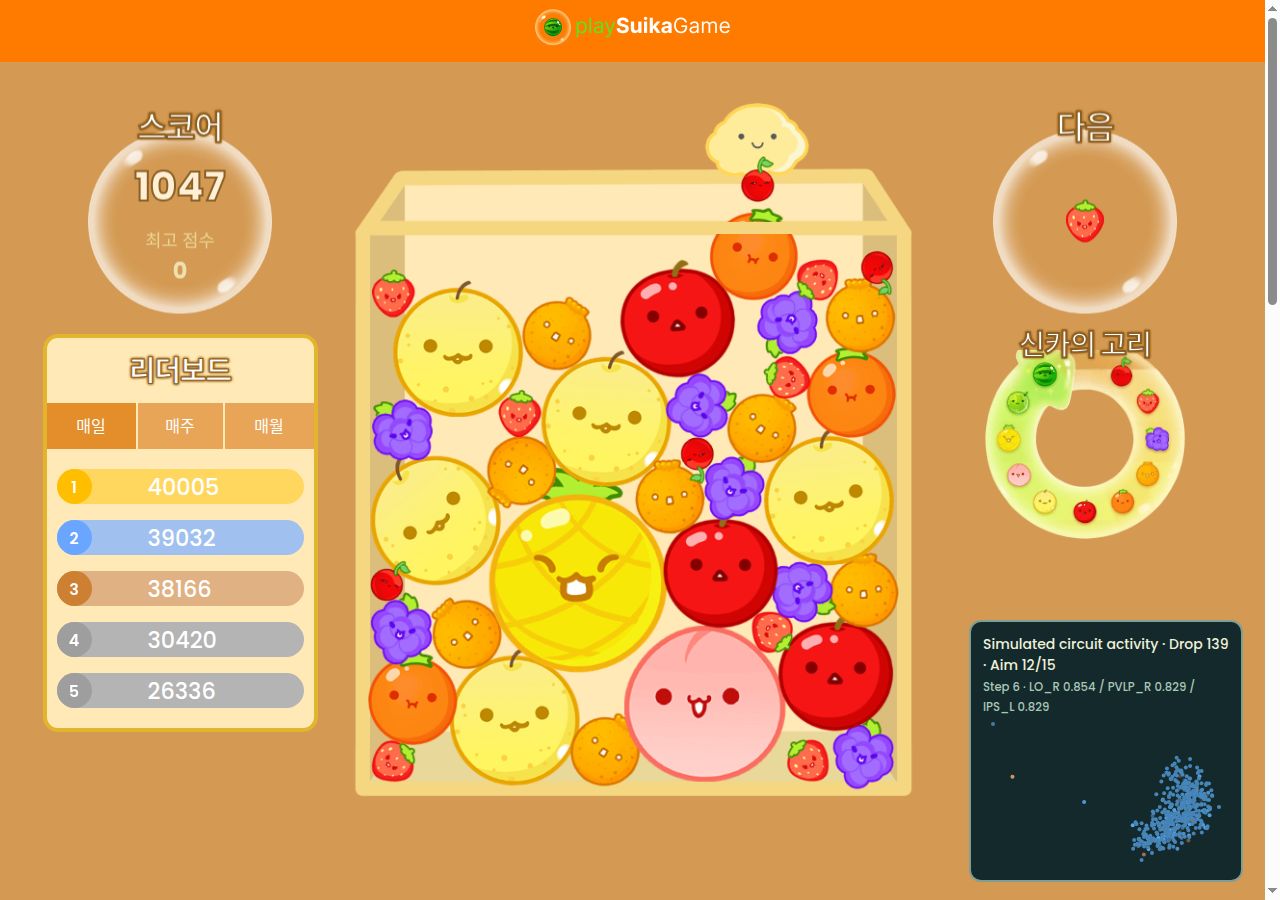 playSuikaGame
스코어
1047
최고 점수
0
리더보드
매일
매주
매월
1 40005
2 39032
3 38166
4 30420
5 26336
다음
신카의 고리
Simulated circuit activity · Drop 139
· Aim 12/15
Step 6 · LO_R 0.854 / PVLP_R 0.829 /
IPS_L 0.829